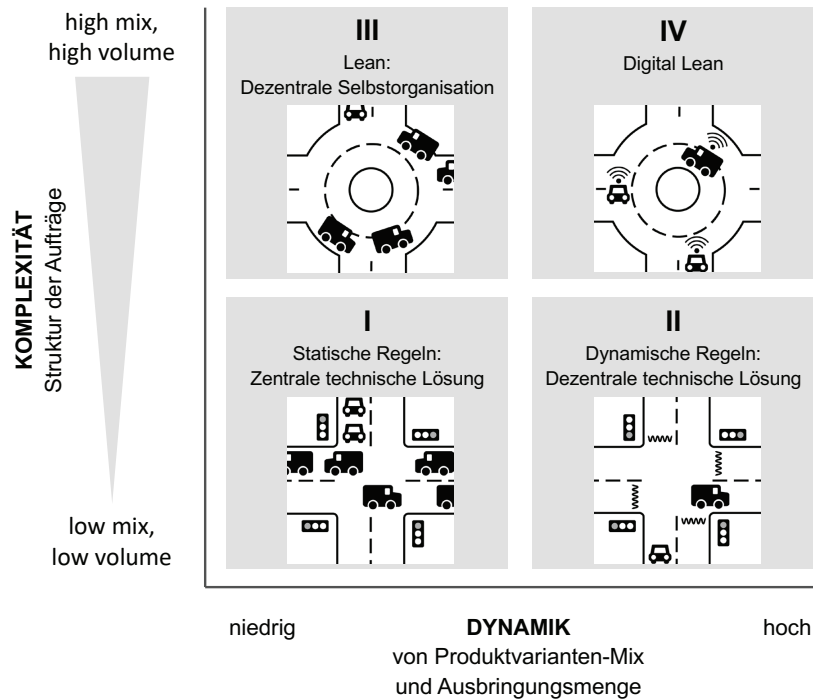 high mix,
high volume
KOMPLEXITÄT
Struktur der Aufträge
low mix,
low volume
III
Lean:
Dezentrale Selbstorganisation
IV
Digital Lean
I
Statische Regeln:
Zentrale technische Lösung
II
Dynamische Regeln:
Dezentrale technische Lösung
niedrig
DYNAMIK
hoch
von Produktvarianten-Mix
und Ausbringungsmenge